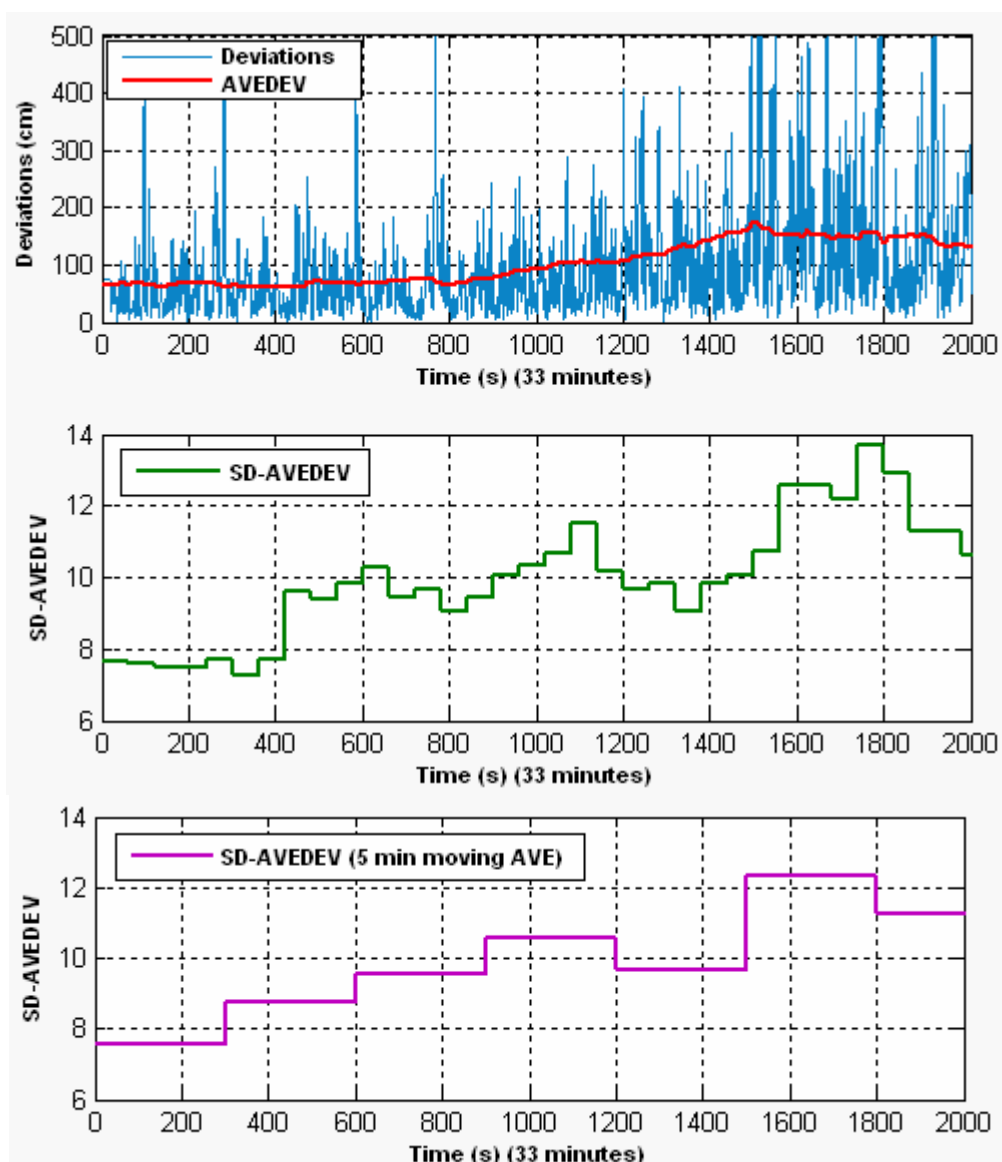 500
400
300
200
100
0
Deviations (cm)
Deviations
AVEDEV
0 200 400 600 800 1000 1200 1400 1600 1800 2000
Time (s) (33 minutes)
14
12
10
8
6
SD-AVEDEV
SD-AVEDEV
0 200 400 600 800 1000 1200 1400 1600 1800 2000
Time (s) (33 minutes)
14
12
10
8
6
SD-AVEDEV
SD-AVEDEV (5 min moving AVE)
0 200 400 600 800 1000 1200 1400 1600 1800 2000
Time (s) (33 minutes)